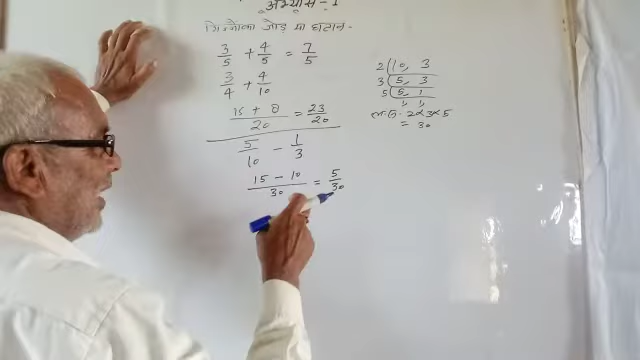 अभ्यास - 1
भिन्नोंका जोड़ या घटान -
3/5 + 4/5 = 7/5
3/4 + 4/10
15 + 8/20 = 23/20
5/10 - 1/3
15 - 10/30 = 5/30
2 | 10, 3
3 | 5, 3
5 | 5, 1
1, 1
ल.स. 2×3×5
= 30